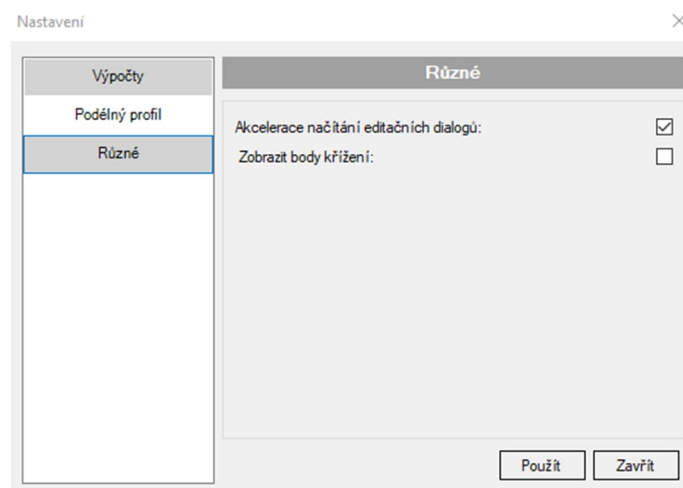 Nastavení
Výpočty
Podélný profil
Různé
Různé
Akcelerace načítání editačních dialogů:
Zobrazit body křížení:
Použít
Zavřít